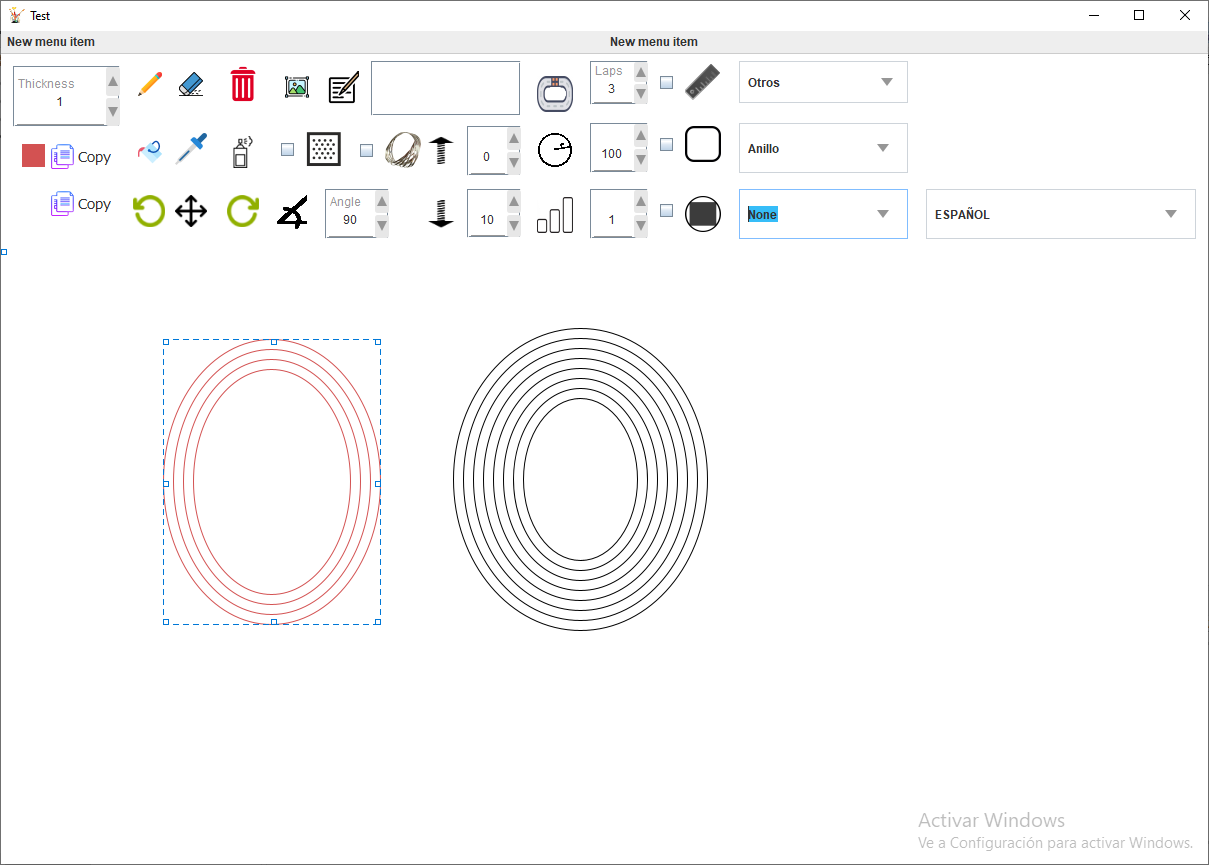 Test
New menu item New menu item
Thickness
1
Laps
3
Otros
Copy
0
100
Anillo
Copy
Angle
90
10
1
None
ESPAÑOL
Activar Windows
Ve a Configuración para activar Windows.